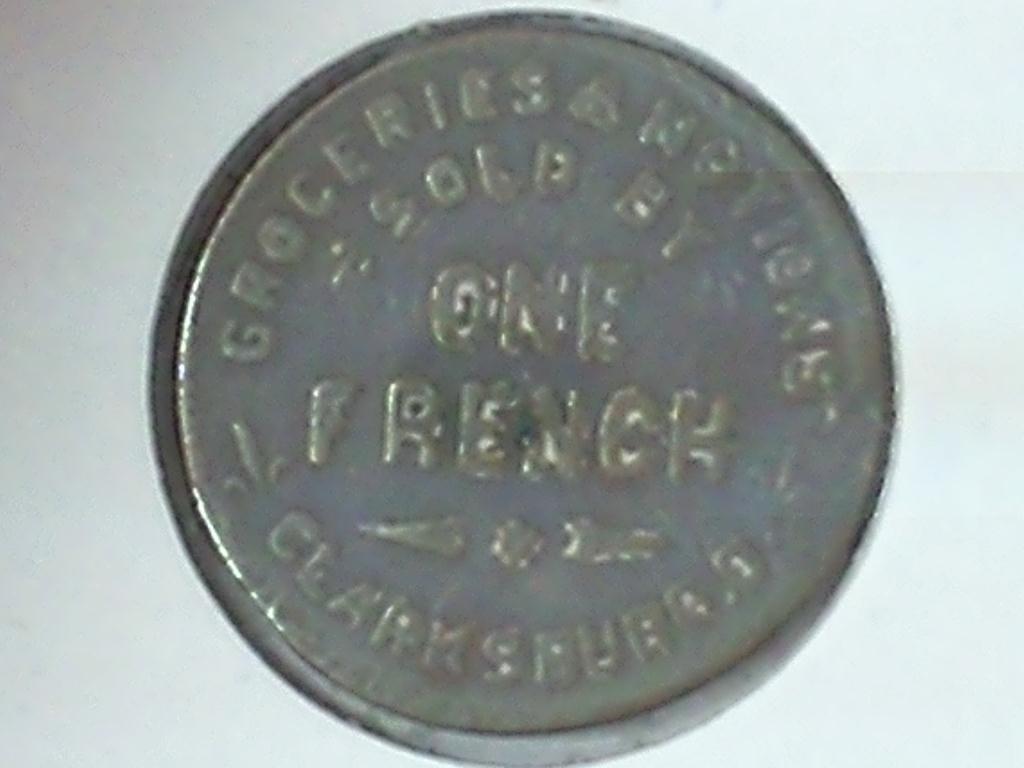 GROCERIES & NOTIONS
SOLD BY
ONE
FRENCH
CLARKSBURG.O